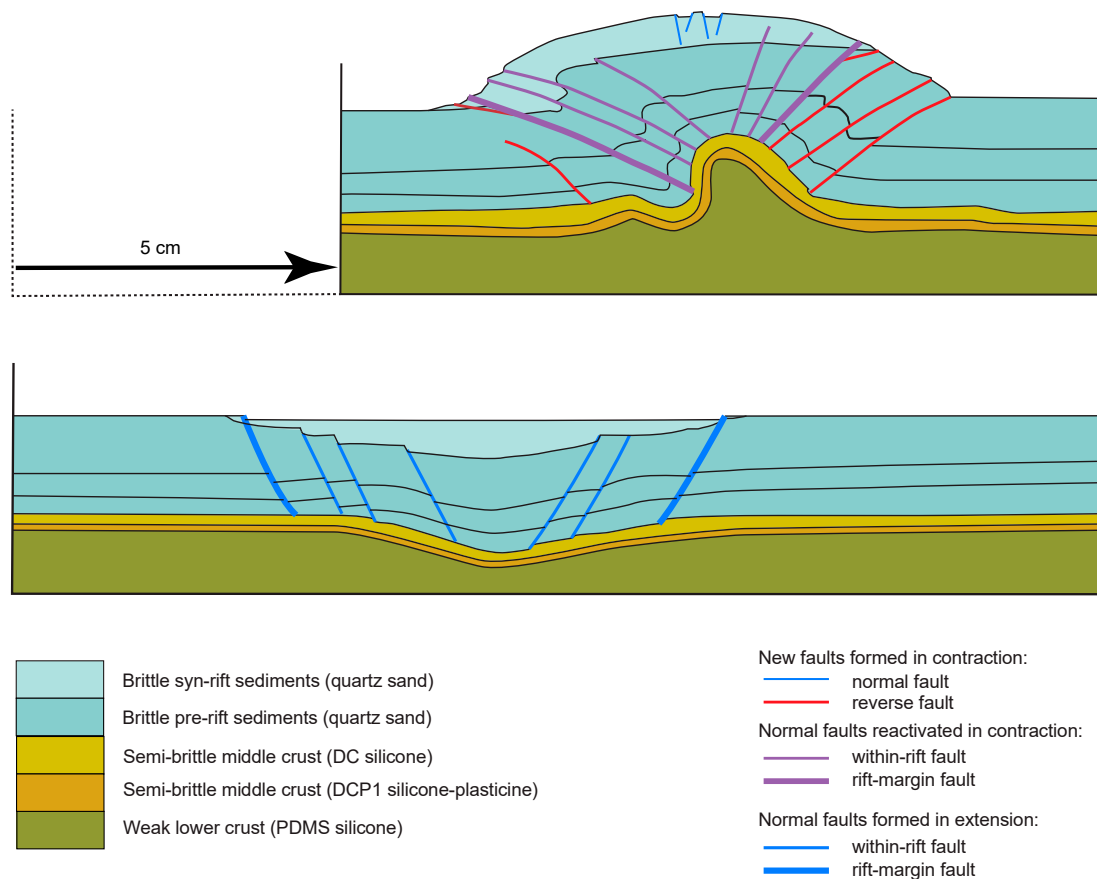 5 cm
Brittle syn-rift sediments (quartz sand)
Brittle pre-rift sediments (quartz sand)
Semi-brittle middle crust (DC silicone)
Semi-brittle middle crust (DCP1 silicone-plasticine)
Weak lower crust (PDMS silicone)
New faults formed in contraction:
normal fault
reverse fault
Normal faults reactivated in contraction:
within-rift fault
rift-margin fault
Normal faults formed in extension:
within-rift fault
rift-margin fault